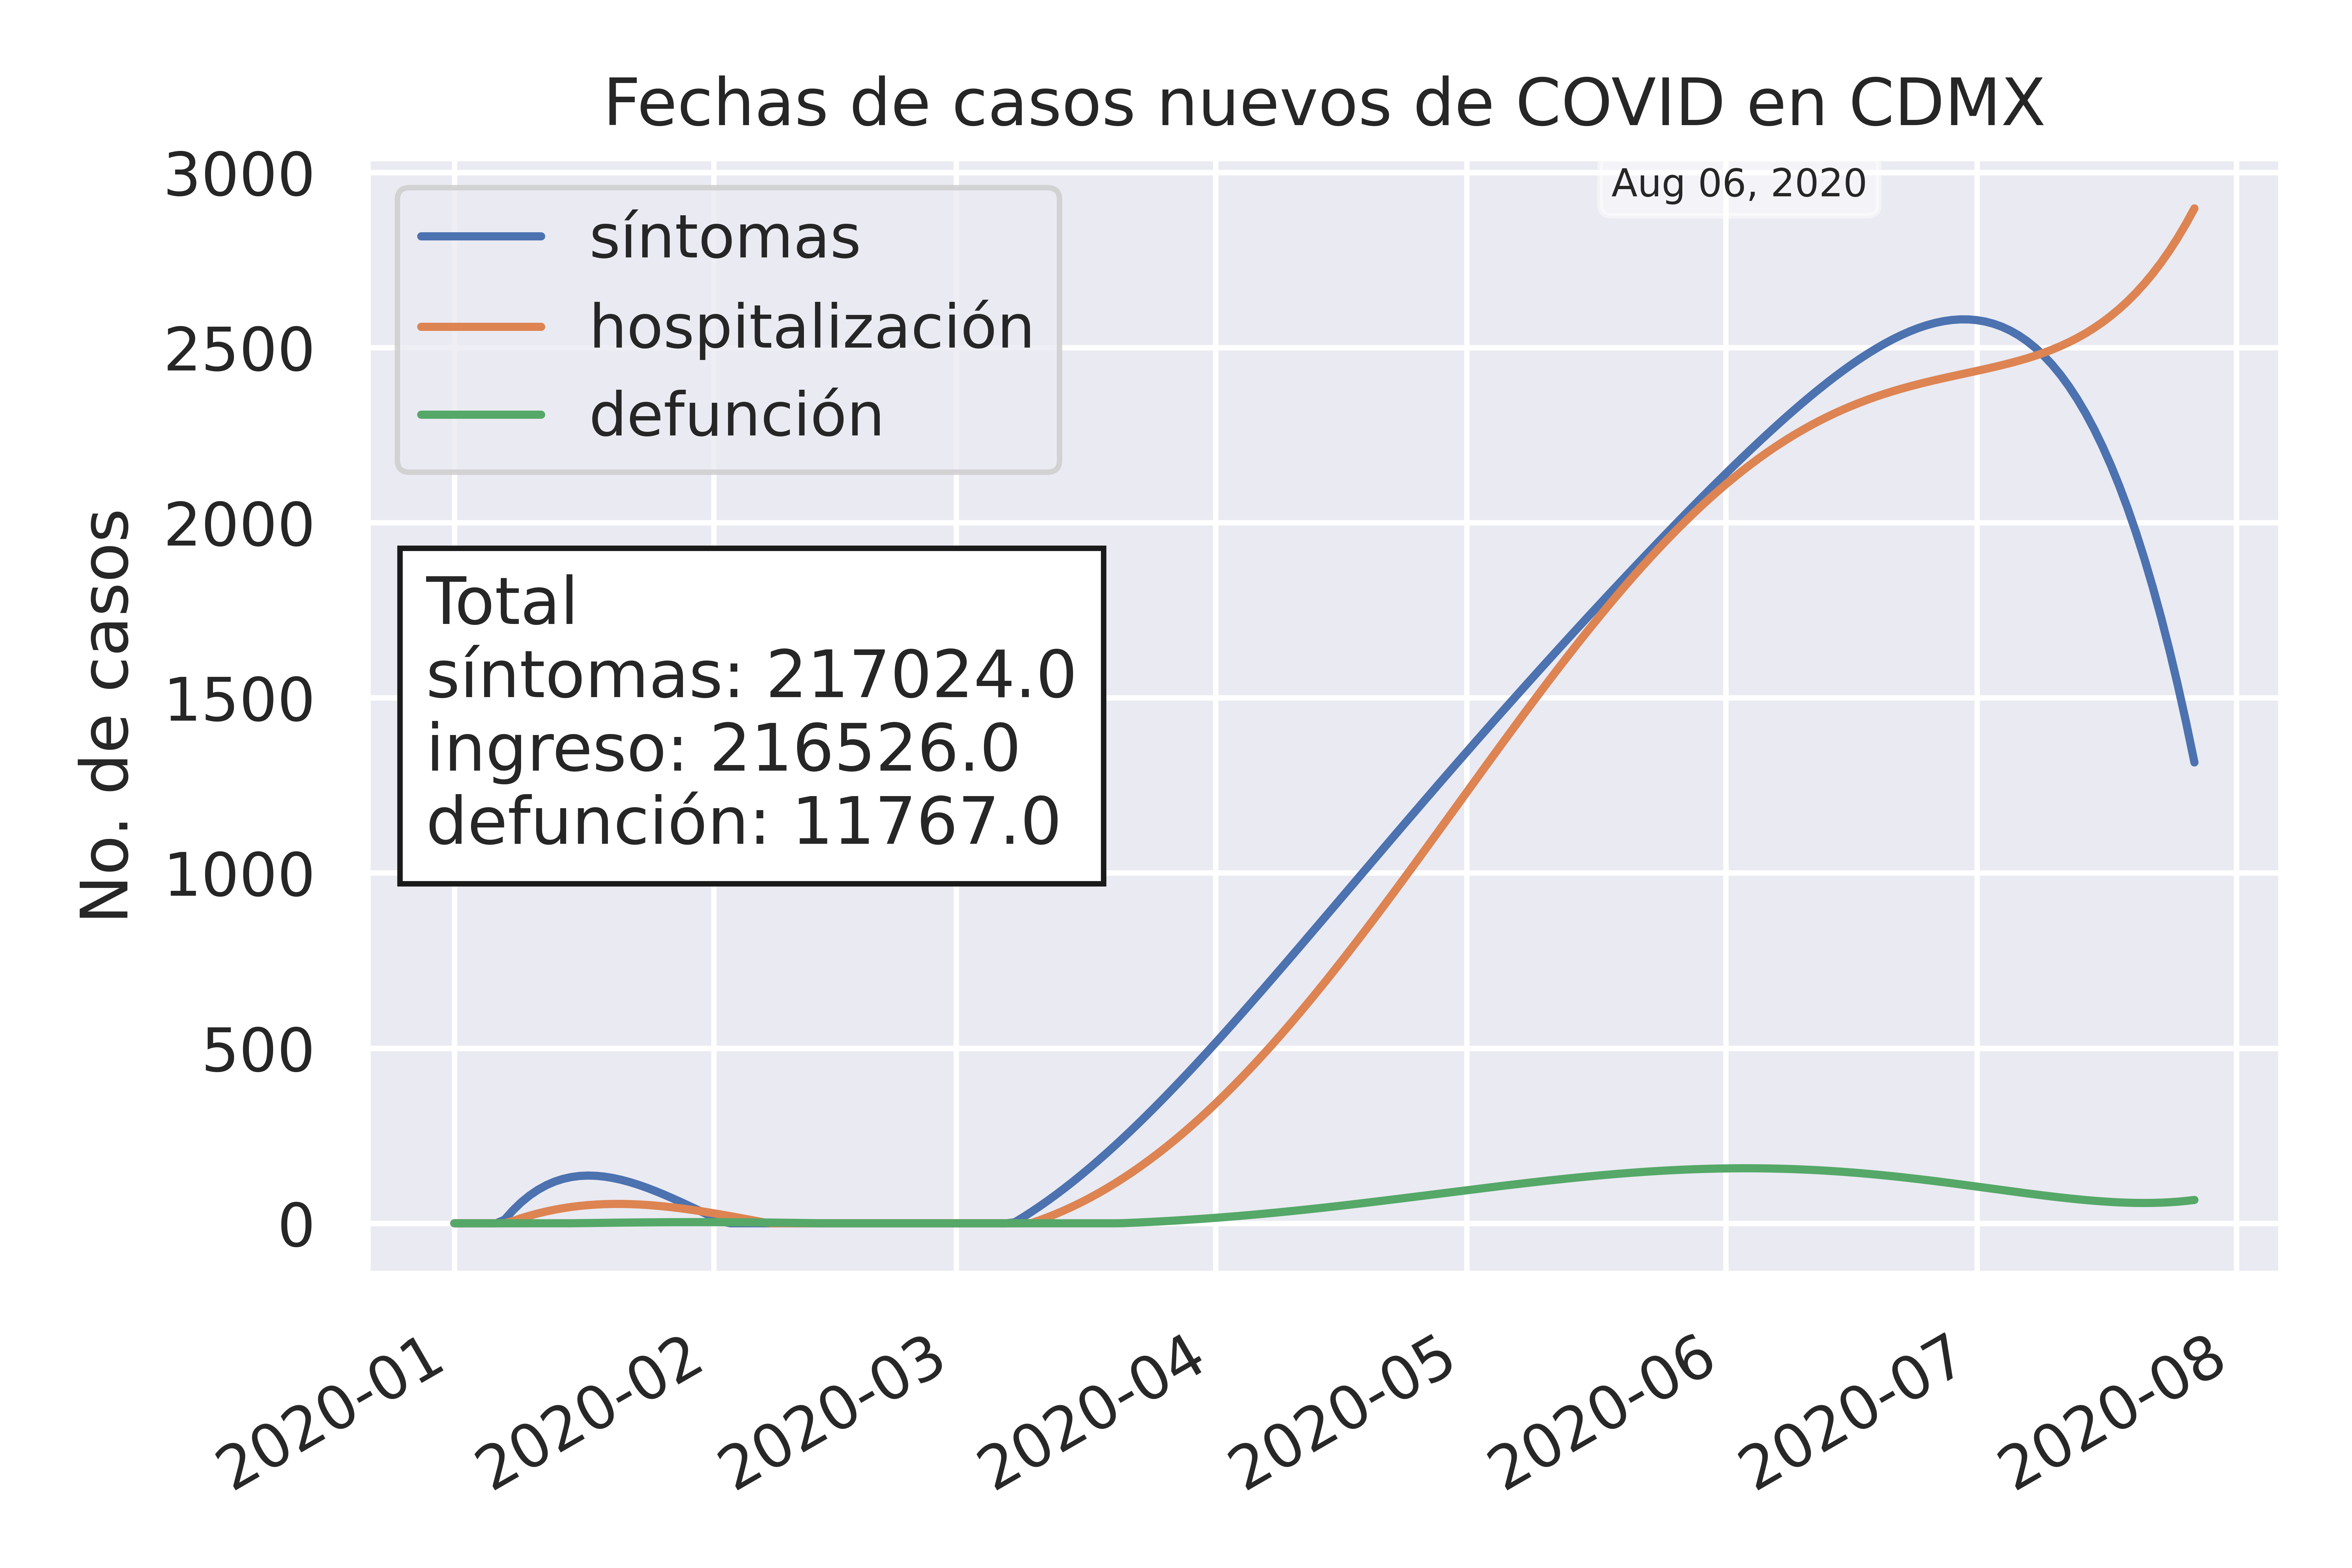 Fechas de casos nuevos de COVID en CDMX
Aug 06, 2020
3000
2500
2000
1500
1000
500
0
No. de casos
síntomas
hospitalización
defunción
Total
síntomas: 217024.0
ingreso: 216526.0
defunción: 11767.0
2020-01
2020-02
2020-03
2020-04
2020-05
2020-06
2020-07
2020-08